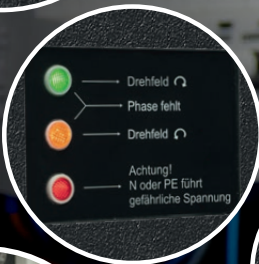 Drehfeld
Phase fehlt
Drehfeld
Achtung!
N oder PE führt
gefährliche Spannung